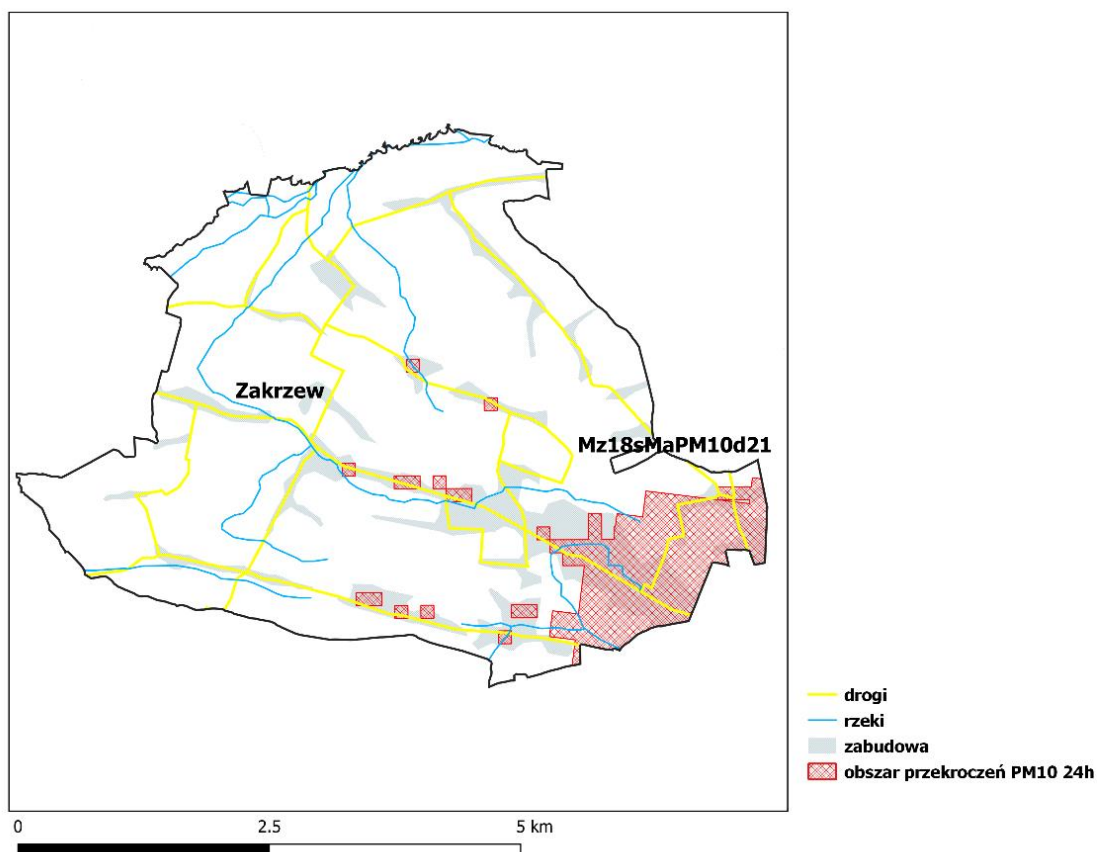 Zakrzew
Mz18sMaPM10d21
drogi
rzeki
zabudowa
obszar przekroczeń PM10 24h
0 2.5 5 km